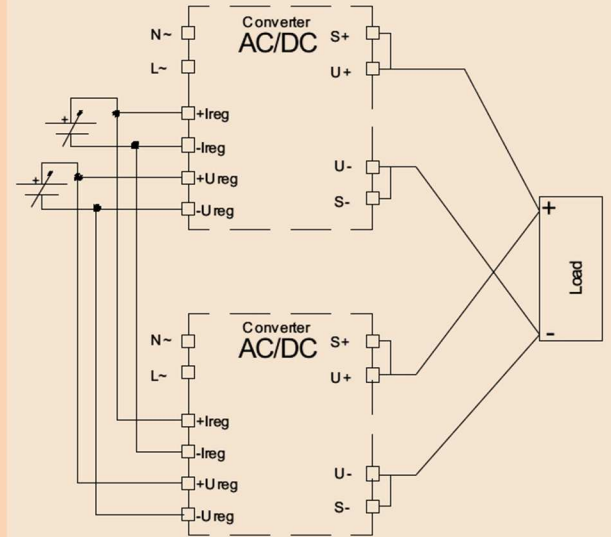 Converter
AC/DC
N~
L~
+Ireg
-Ireg
+Ureg
-Ureg
S+
U+
U-
S-
+
+
Converter
AC/DC
N~
L~
+Ireg
-Ireg
+Ureg
-Ureg
S+
U+
U-
S-
+
Load
-